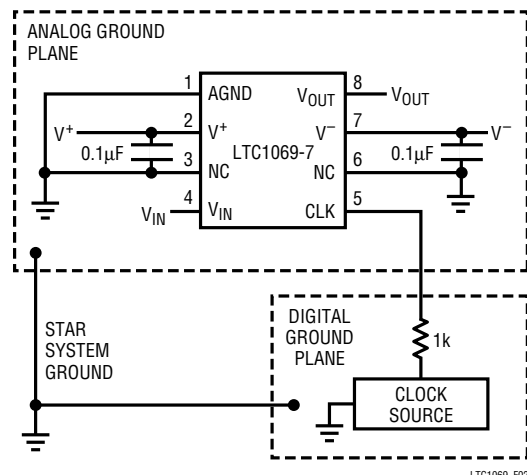 ANALOG GROUND
PLANE
1
AGND
8
VOUT
VOUT
V+
2
V+
7
V−
V−
0.1µF
LTC1069-7
0.1µF
3
NC
6
NC
VIN
4
VIN
5
CLK
STAR
SYSTEM
GROUND
DIGITAL
GROUND
PLANE
1k
CLOCK
SOURCE